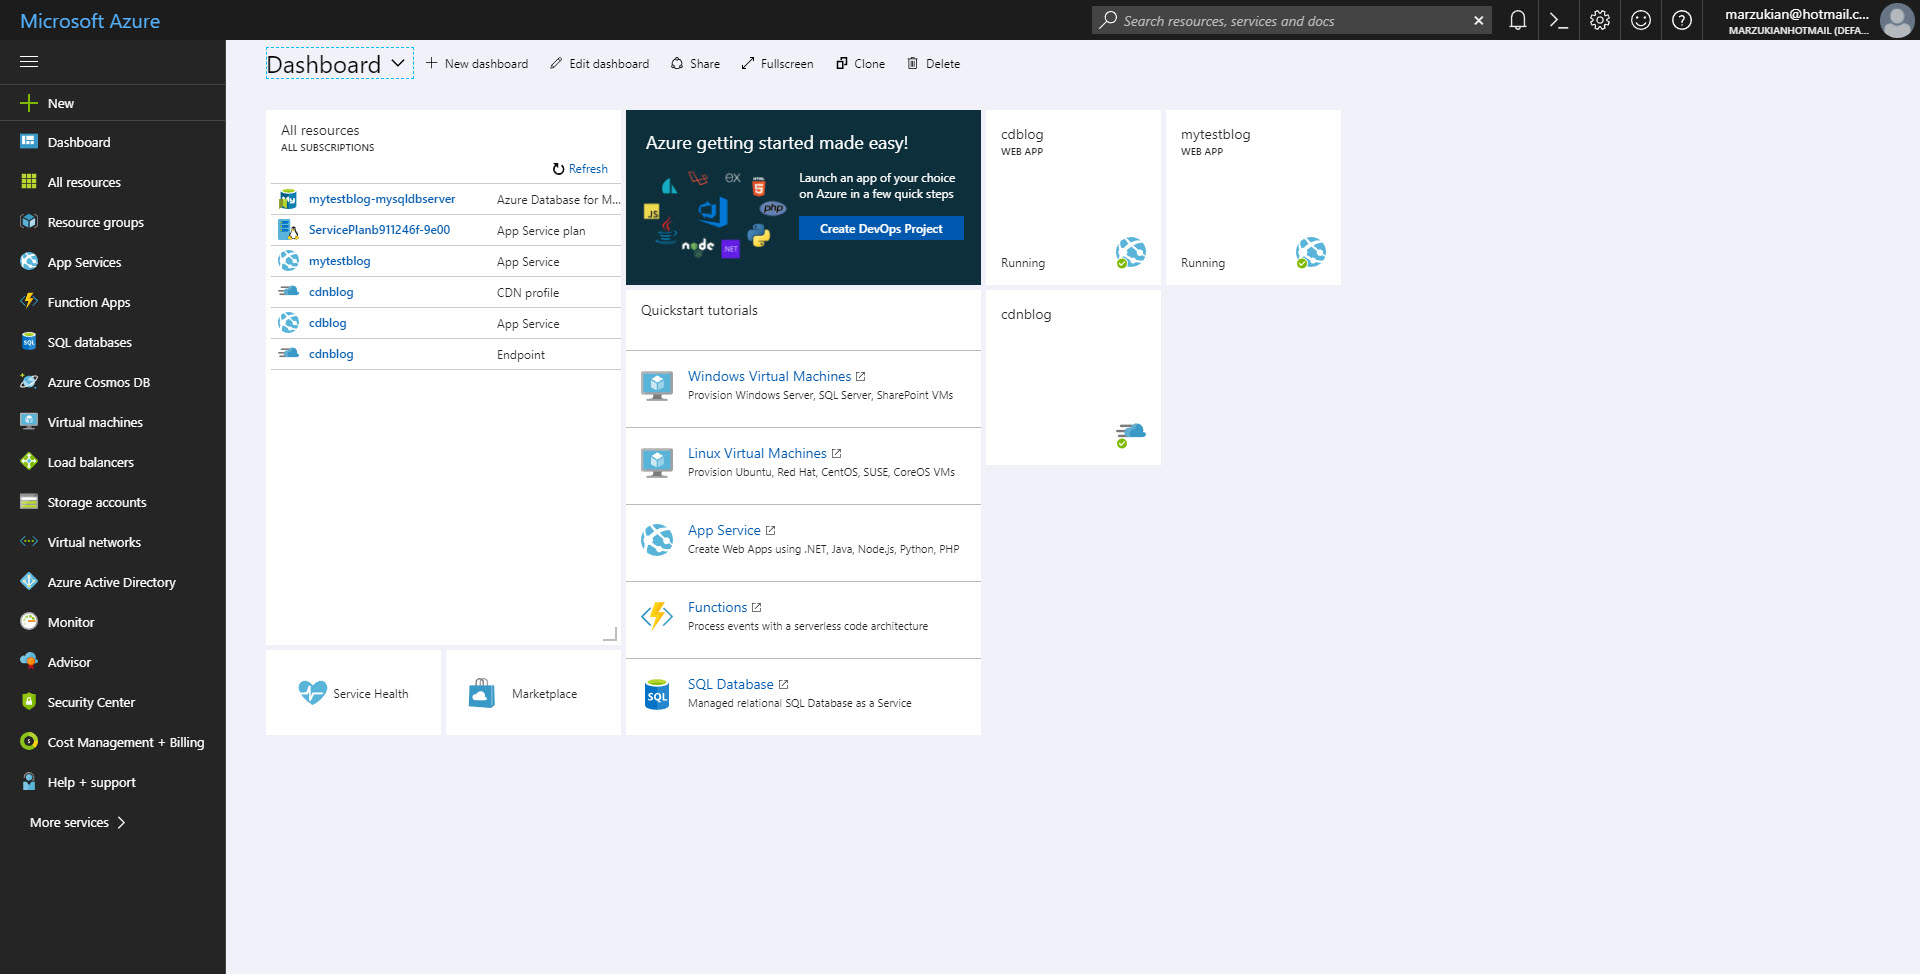 Microsoft Azure
Search resources, services and docs
marzukian@hotmail.c...
MARZUKIANHOTMAIL (DEFA...
New
Dashboard
All resources
Resource groups
App Services
Function Apps
SQL databases
Azure Cosmos DB
Virtual machines
Load balancers
Storage accounts
Virtual networks
Azure Active Directory
Monitor
Advisor
Security Center
Cost Management + Billing
Help + support
More services
Dashboard
New dashboard
Edit dashboard
Share
Fullscreen
Clone
Delete
All resources
ALL SUBSCRIPTIONS
Refresh
mytestblog-mysqldbserver Azure Database for M...
ServicePlanb911246f-9e00 App Service plan
mytestblog App Service
cdnblog CDN profile
cdblog App Service
cdnblog Endpoint
Service Health
Marketplace
Azure getting started made easy!
Launch an app of your choice
on Azure in a few quick steps
Create DevOps Project
EX
HTML
5
JS
php
node
.NET
Quickstart tutorials
Windows Virtual Machines
Provision Windows Server, SQL Server, SharePoint VMs
Linux Virtual Machines
Provision Ubuntu, Red Hat, CentOS, SUSE, CoreOS VMs
App Service
Create Web Apps using .NET, Java, Node.js, Python, PHP
Functions
Process events with a serverless code architecture
SQL
SQL Database
Managed relational SQL Database as a Service
cdblog
WEB APP
Running
mytestblog
WEB APP
Running
cdnblog